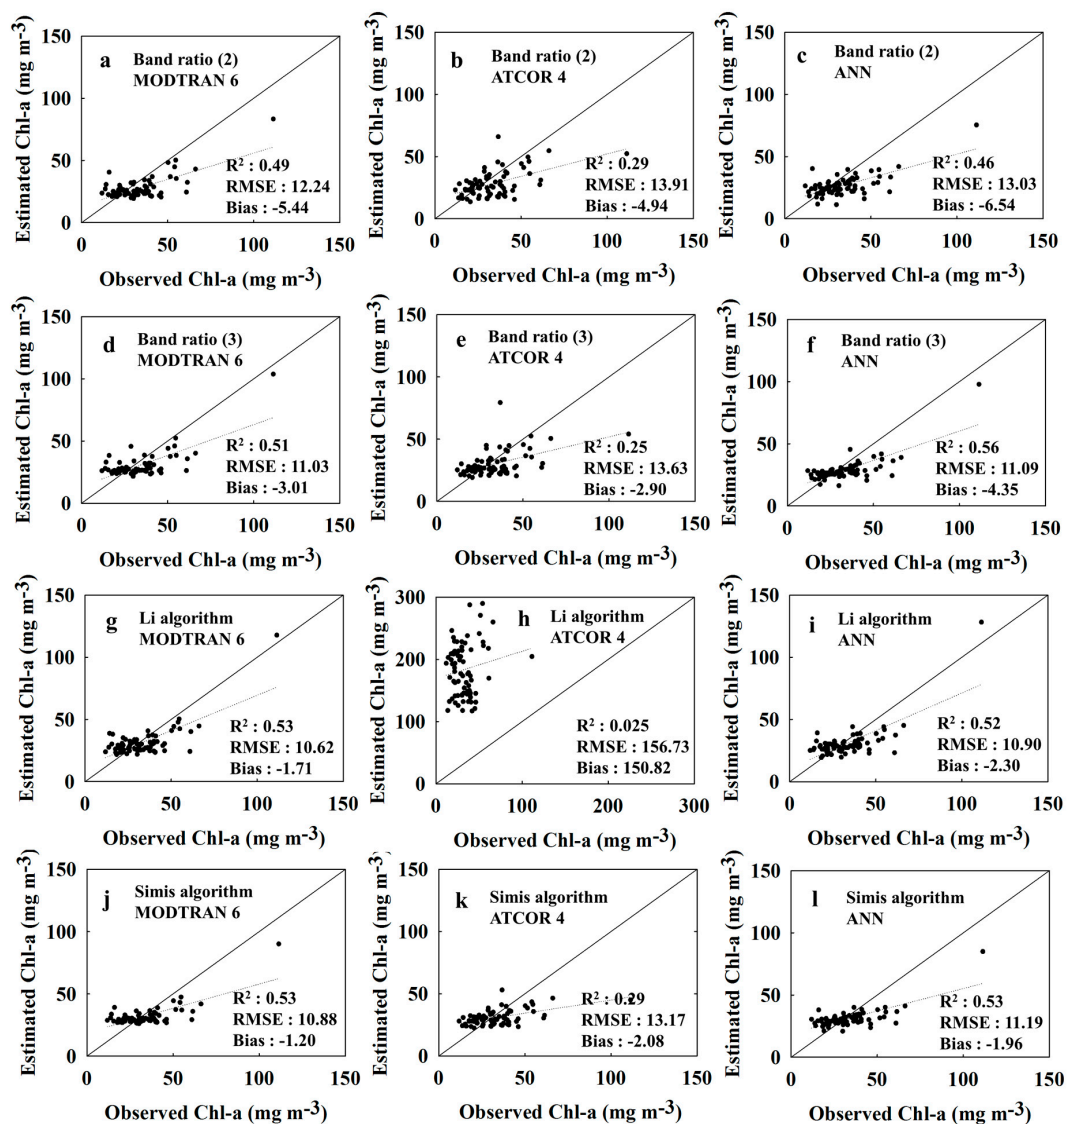 a Band ratio (2)
MODTRAN 6
R2 : 0.49
RMSE : 12.24
Bias : -5.44
Estimated Chl-a (mg m-3)
150
100
50
0
0 50 100 150
Observed Chl-a (mg m-3)
b Band ratio (2)
ATCOR 4
R2 : 0.29
RMSE : 13.91
Bias : -4.94
Estimated Chl-a (mg m-3)
150
100
50
0
0 50 100 150
Observed Chl-a (mg m-3)
c Band ratio (2)
ANN
R2 : 0.46
RMSE : 13.03
Bias : -6.54
Estimated Chl-a (mg m-3)
150
100
50
0
0 50 100 150
Observed Chl-a (mg m-3)
d Band ratio (3)
MODTRAN 6
R2 : 0.51
RMSE : 11.03
Bias : -3.01
Estimated Chl-a (mg m-3)
150
100
50
0
0 50 100 150
Observed Chl-a (mg m-3)
e Band ratio (3)
ATCOR 4
R2 : 0.25
RMSE : 13.63
Bias : -2.90
Estimated Chl-a (mg m-3)
150
100
50
0
0 50 100 150
Observed Chl-a (mg m-3)
f Band ratio (3)
ANN
R2 : 0.56
RMSE : 11.09
Bias : -4.35
Estimated Chl-a (mg m-3)
150
100
50
0
0 50 100 150
Observed Chl-a (mg m-3)
g Li algorithm
MODTRAN 6
R2 : 0.53
RMSE : 10.62
Bias : -1.71
Estimated Chl-a (mg m-3)
150
100
50
0
0 50 100 150
Observed Chl-a (mg m-3)
h Li algorithm
ATCOR 4
R2 : 0.025
RMSE : 156.73
Bias : 150.82
Estimated Chl-a (mg m-3)
300
200
100
0
0 100 200 300
Observed Chl-a (mg m-3)
i Li algorithm
ANN
R2 : 0.52
RMSE : 10.90
Bias : -2.30
Estimated Chl-a (mg m-3)
150
100
50
0
0 50 100 150
Observed Chl-a (mg m-3)
j Simis algorithm
MODTRAN 6
R2 : 0.53
RMSE : 10.88
Bias : -1.20
Estimated Chl-a (mg m-3)
150
100
50
0
0 50 100 150
Observed Chl-a (mg m-3)
k Simis algorithm
ATCOR 4
R2 : 0.29
RMSE : 13.17
Bias : -2.08
Estimated Chl-a (mg m-3)
150
100
50
0
0 50 100 150
Observed Chl-a (mg m-3)
l Simis algorithm
ANN
R2 : 0.53
RMSE : 11.19
Bias : -1.96
Estimated Chl-a (mg m-3)
150
100
50
0
0 50 100 150
Observed Chl-a (mg m-3)